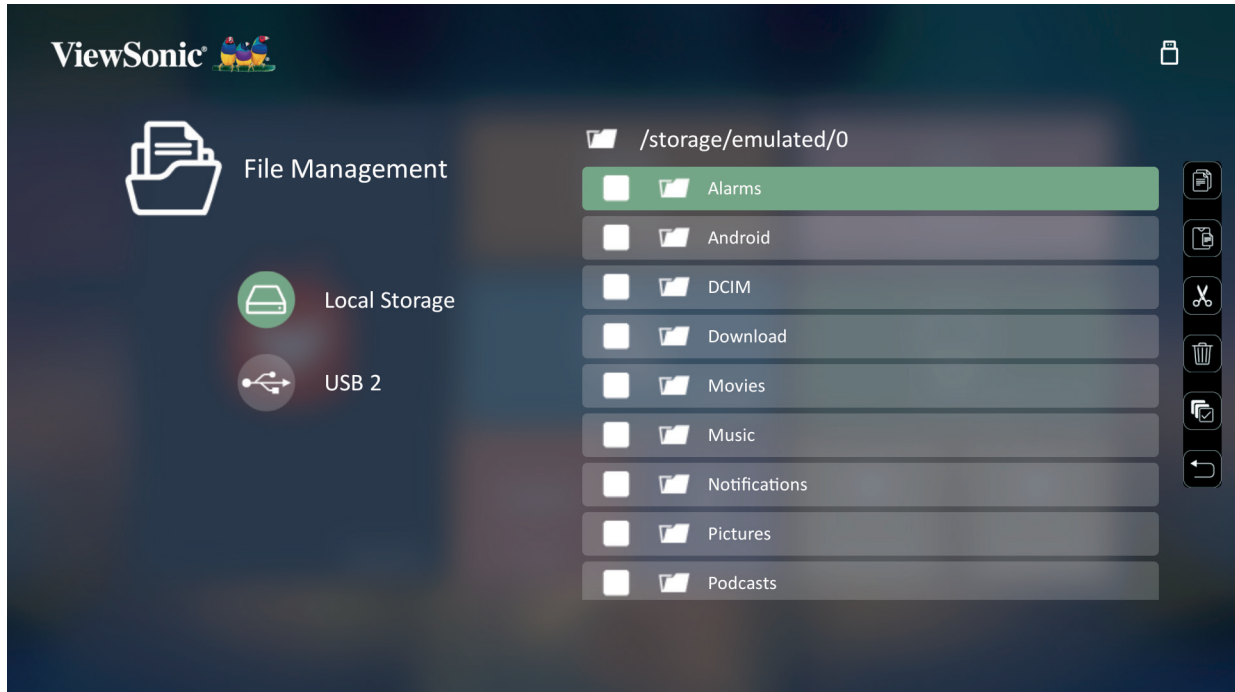 ViewSonic®
File Management
Local Storage
USB 2
/storage/emulated/0
Alarms
Android
DCIM
Download
Movies
Music
Notifications
Pictures
Podcasts